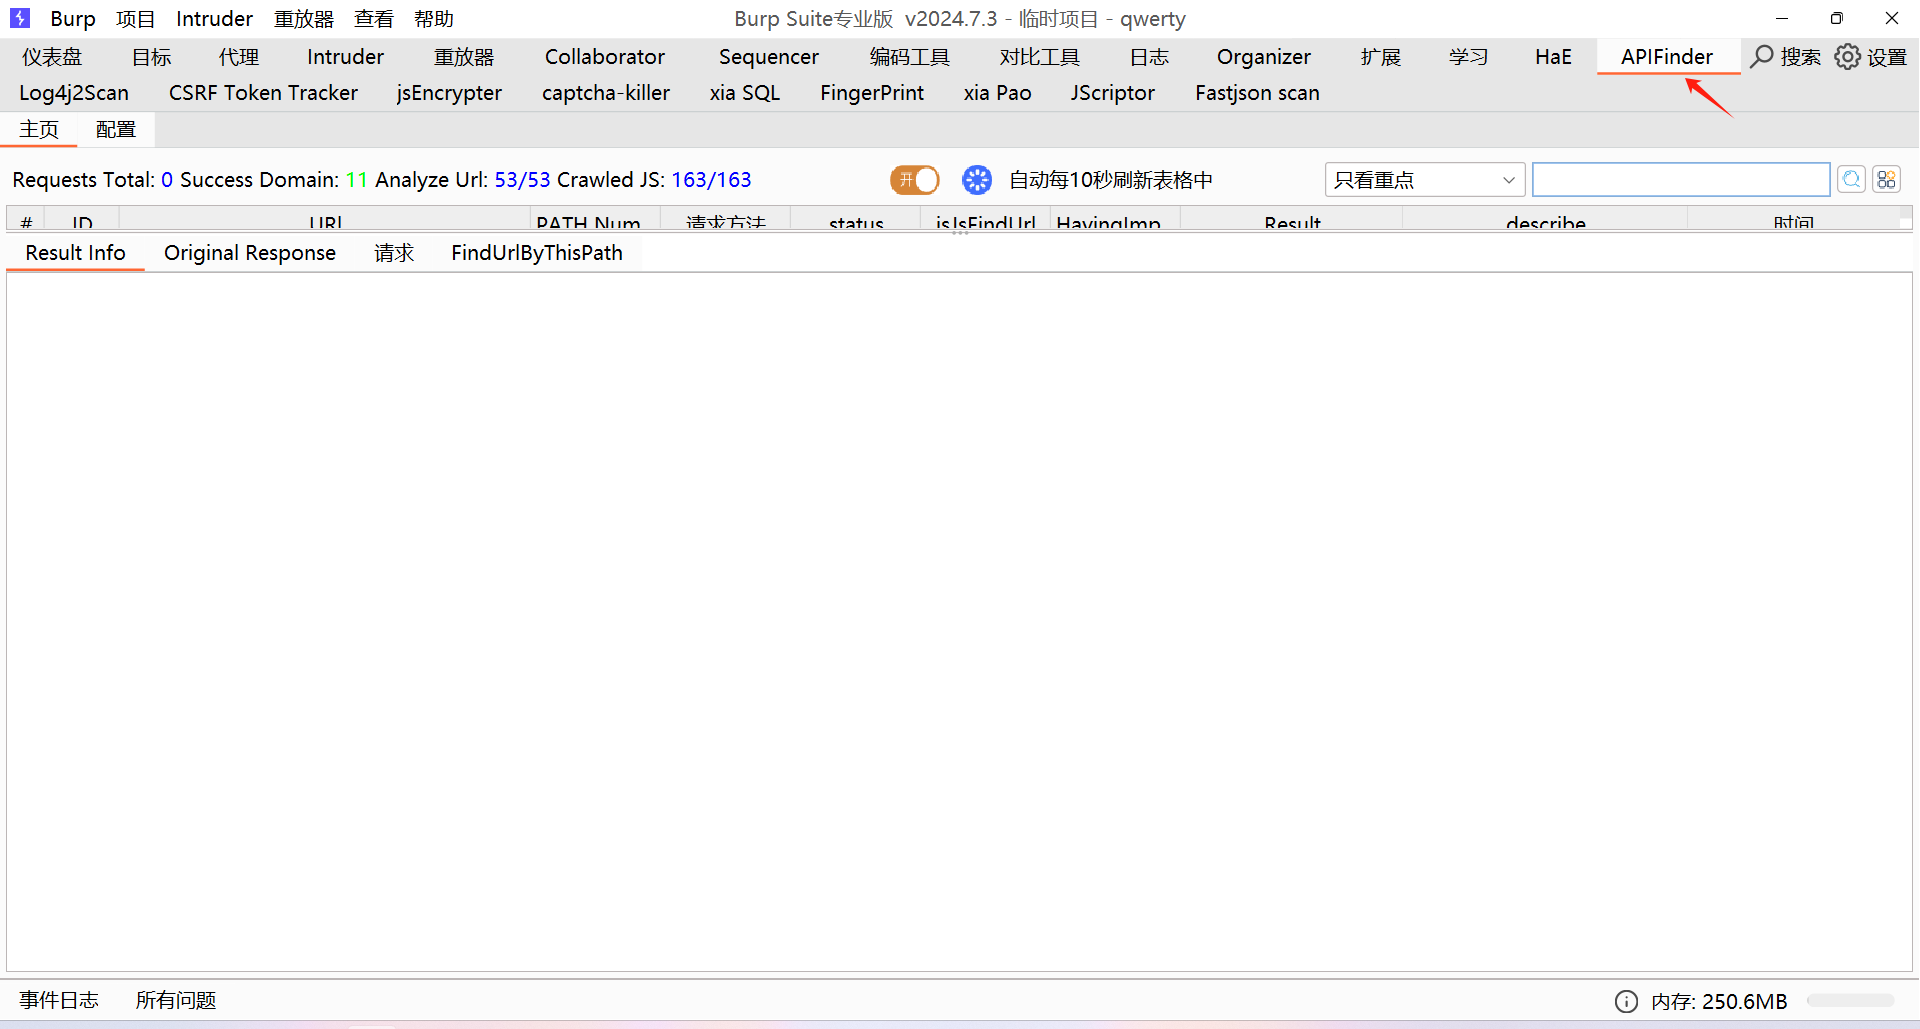 Burp 项目 Intruder 重放器 查看 帮助 Burp Suite专业版 v2024.7.3 - 临时项目 - qwerty
仪表盘 目标 代理 Intruder 重放器 Collaborator Sequencer 编码工具 对比工具 日志 Organizer 扩展 学习 HaE APIFinder 搜索 设置
Log4j2Scan CSRF Token Tracker jsEncrypter captcha-killer xia SQL FingerPrint xia Pao JScriptor Fastjson scan
主页 配置
Requests Total: 0 Success Domain: 11 Analyze Url: 53/53 Crawled JS: 163/163 开 自动每10秒刷新表格中 只看重点
# ID URL PATH Num 请求方法 status isJsFindUrl HavingImp... Result describe 时间
Result Info Original Response 请求 FindUrlByThisPath
事件日志 所有问题 内存: 250.6MB